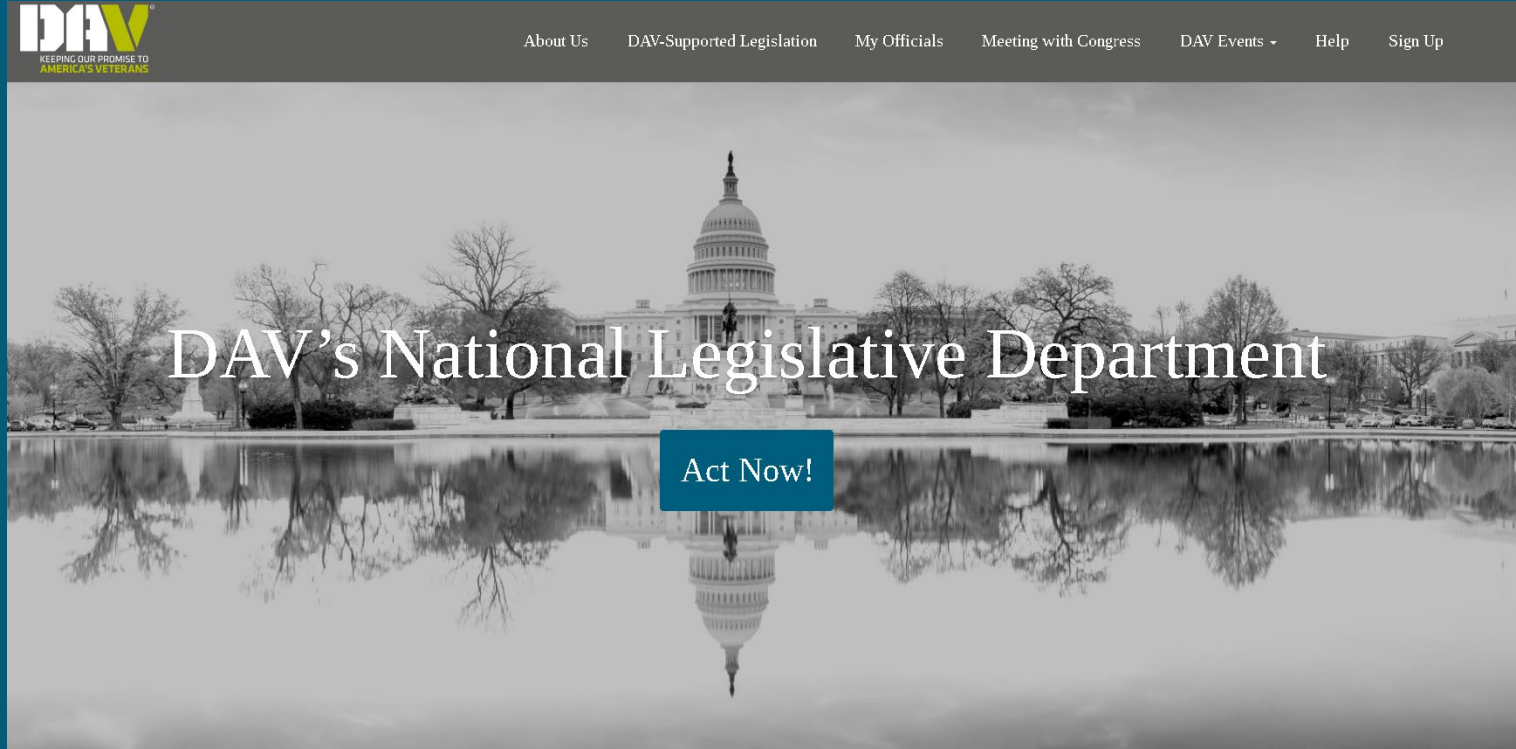 DAV®
KEEPING OUR PROMISE TO
AMERICA'S VETERANS
About Us
DAV-Supported Legislation
My Officials
Meeting with Congress
DAV Events
Help
Sign Up
DAV’s National Legislative Department
Act Now!